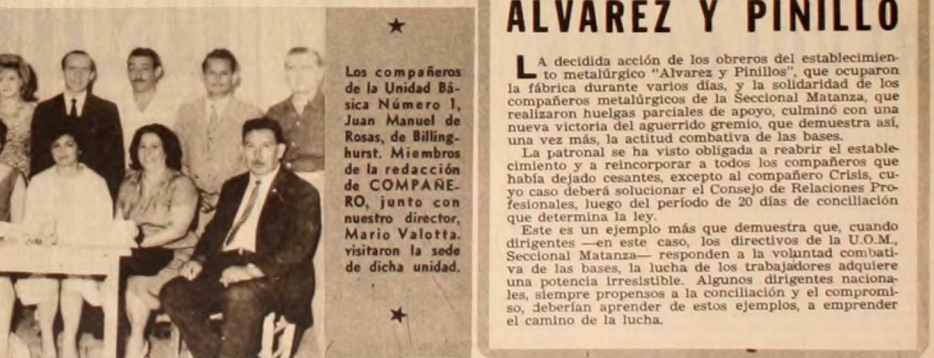 Los compañeros
de la Unidad Bá-
sica Número 1,
Juan Manuel de
Rosas, de Billing-
hurst. Miembros
de la redacción
de COMPAÑE-
RO, junto con
nuestro director,
Mario Valotta.
visitaron la sede
de dicha unidad.
ALVAREZ Y PINILLO
LA decidida acción de los obreros del establecimien-
to metalúrgico "Alvarez y Pinillos", que ocuparon
la fábrica durante varios días, y la solidaridad de los
compañeros metalúrgicos de la Seccional Matanza, que
realizaron huelgas parciales de apoyo, culminó con una
nueva victoria del aguerrido gremio, que demuestra así,
una vez más, la actitud combativa de las bases.
La patronal se ha visto obligada a reabrir el estable-
cimiento y a reincorporar a todos los compañeros que
había dejado cesantes, excepto al compañero Crisis, cu-
yo caso deberá solucionar el Consejo de Relaciones Pro-
fesionales, luego del período de 20 días de conciliación
que determina la ley.
Este es un ejemplo más que demuestra que, cuando
dirigentes —en este caso, los directivos de la U.O.M.,
Seccional Matanza— responden a la voluntad combati-
va de las bases, la lucha de los trabajadores adquiere
una potencia irresistible. Algunos dirigentes naciona-
les, siempre propensos a la conciliación y el compromi-
so, deberían aprender de estos ejemplos, a emprender
el camino de la lucha.